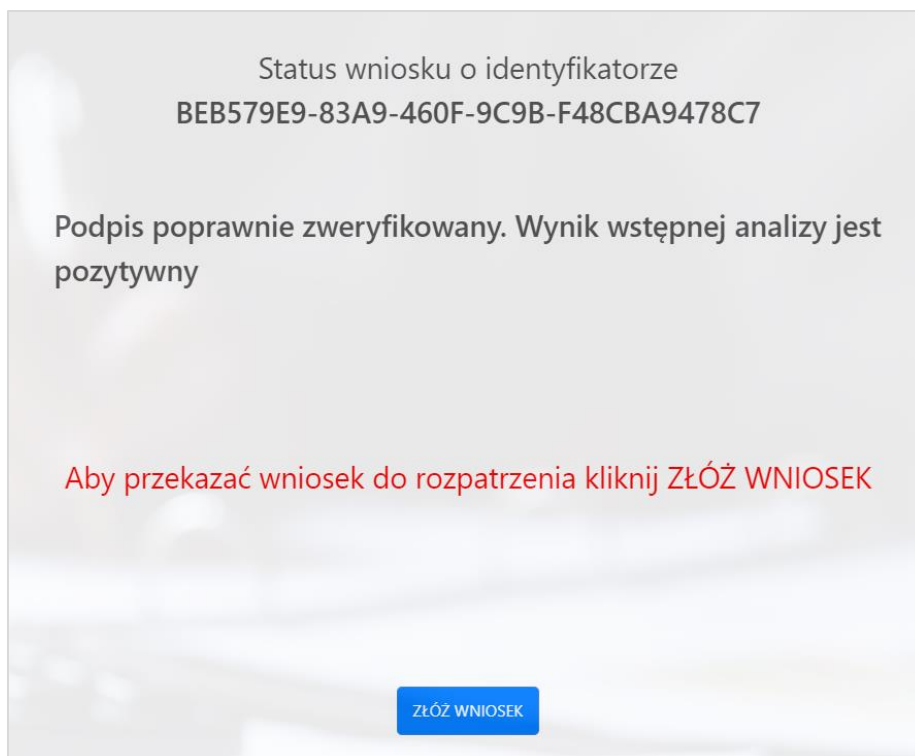 Status wniosku o identyfikatorze
BEB579E9-83A9-460F-9C9B-F48CBA9478C7
Podpis poprawnie zweryfikowany. Wynik wstępnej analizy jest
pozytywny
Aby przekazać wniosek do rozpatrzenia kliknij ZŁÓŻ WNIOSEK
ZŁÓŻ WNIOSEK